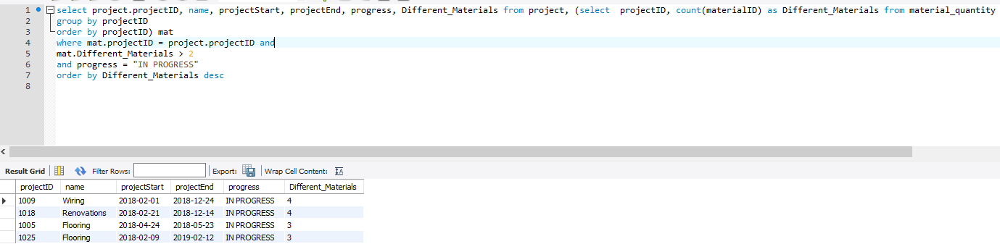 1 select project.projectID, name, projectStart, projectEnd, progress, Different_Materials from project, (select  projectID, count(materialID) as Different_Materials from material_quantity
2 group by projectID
3 order by projectID) mat
4 where mat.projectID = project.projectID and
5 mat.Different_Materials > 2
6 and progress = "IN PROGRESS"
7 order by Different_Materials desc
8
Result Grid Filter Rows: Export: Wrap Cell Content: IA
projectID name projectStart projectEnd progress Different_Materials
1009 Wiring 2018-02-01 2018-12-24 IN PROGRESS 4
1018 Renovations 2018-02-21 2018-12-14 IN PROGRESS 4
1005 Flooring 2018-04-24 2018-05-23 IN PROGRESS 3
1025 Flooring 2018-02-09 2019-02-12 IN PROGRESS 3